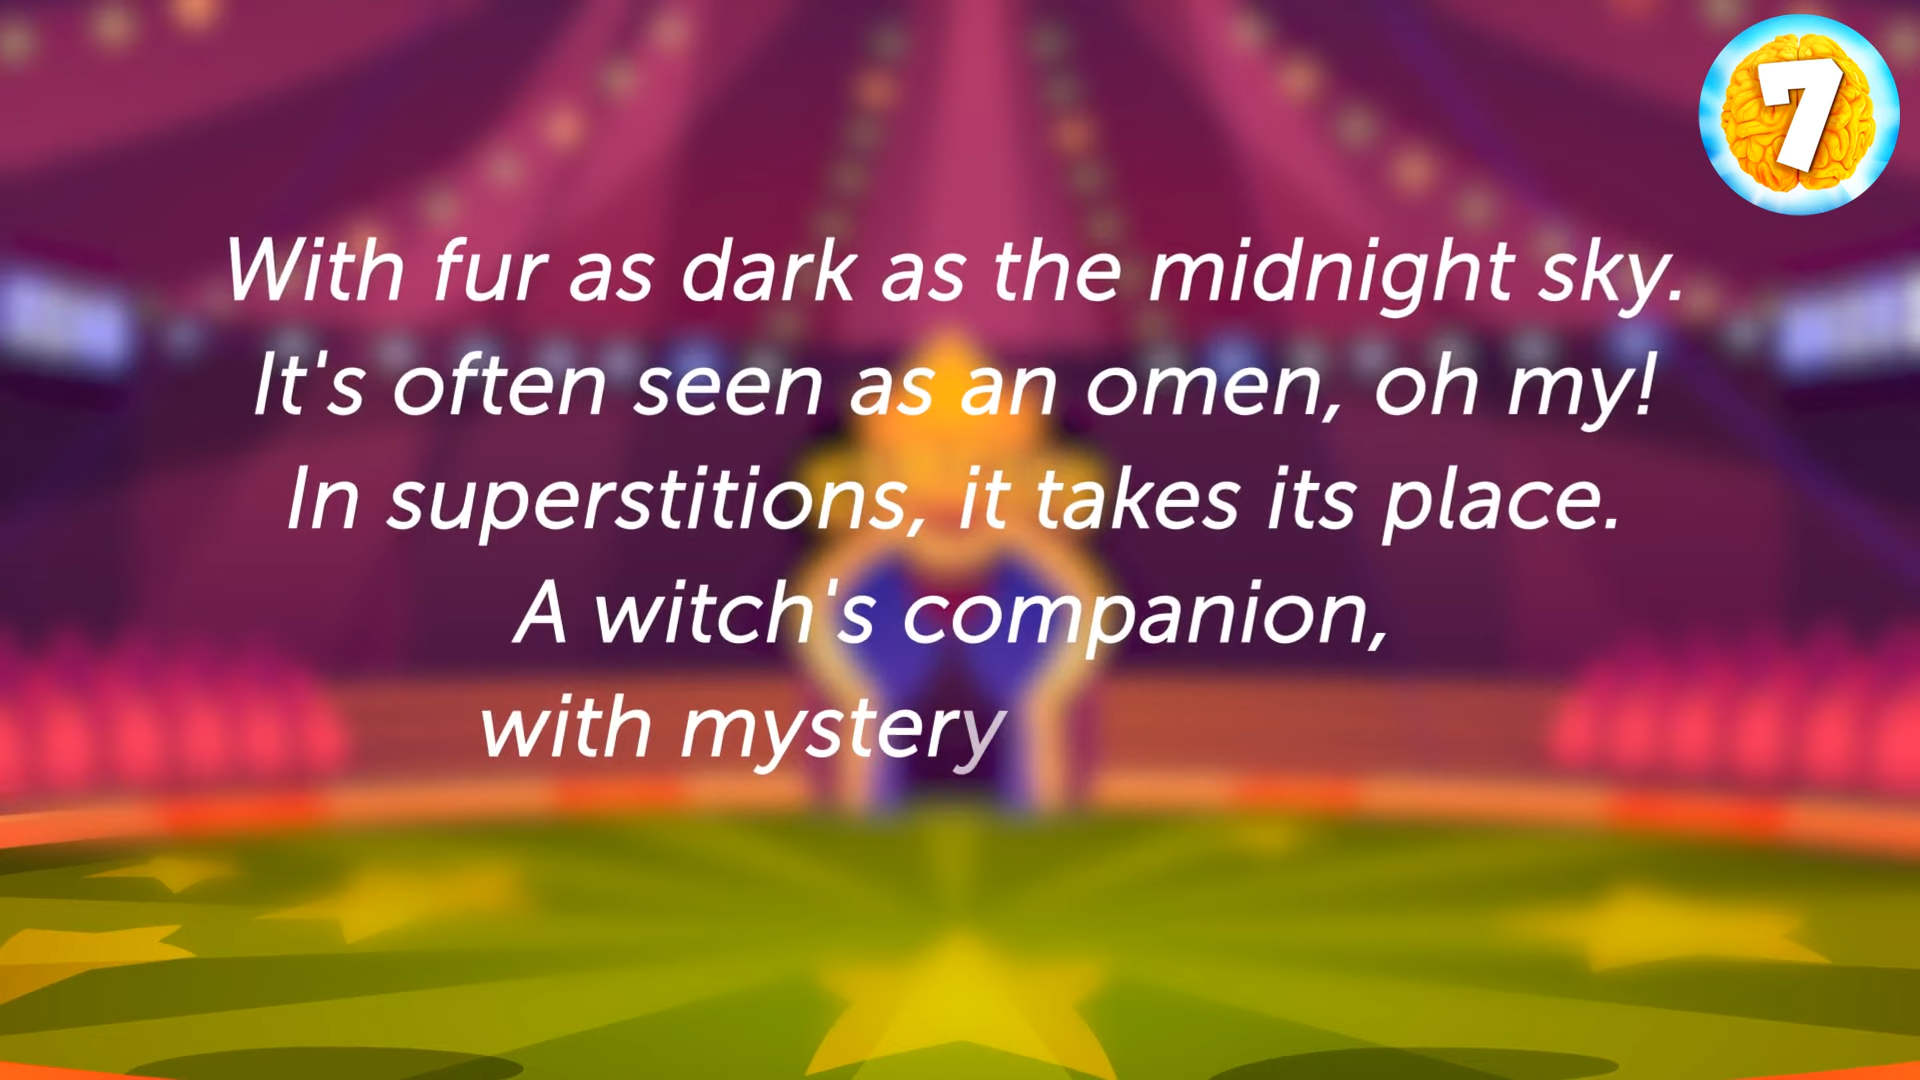 7
With fur as dark as the midnight sky.
It's often seen as an omen, oh my!
In superstitions, it takes its place.
A witch's companion,
with mystery